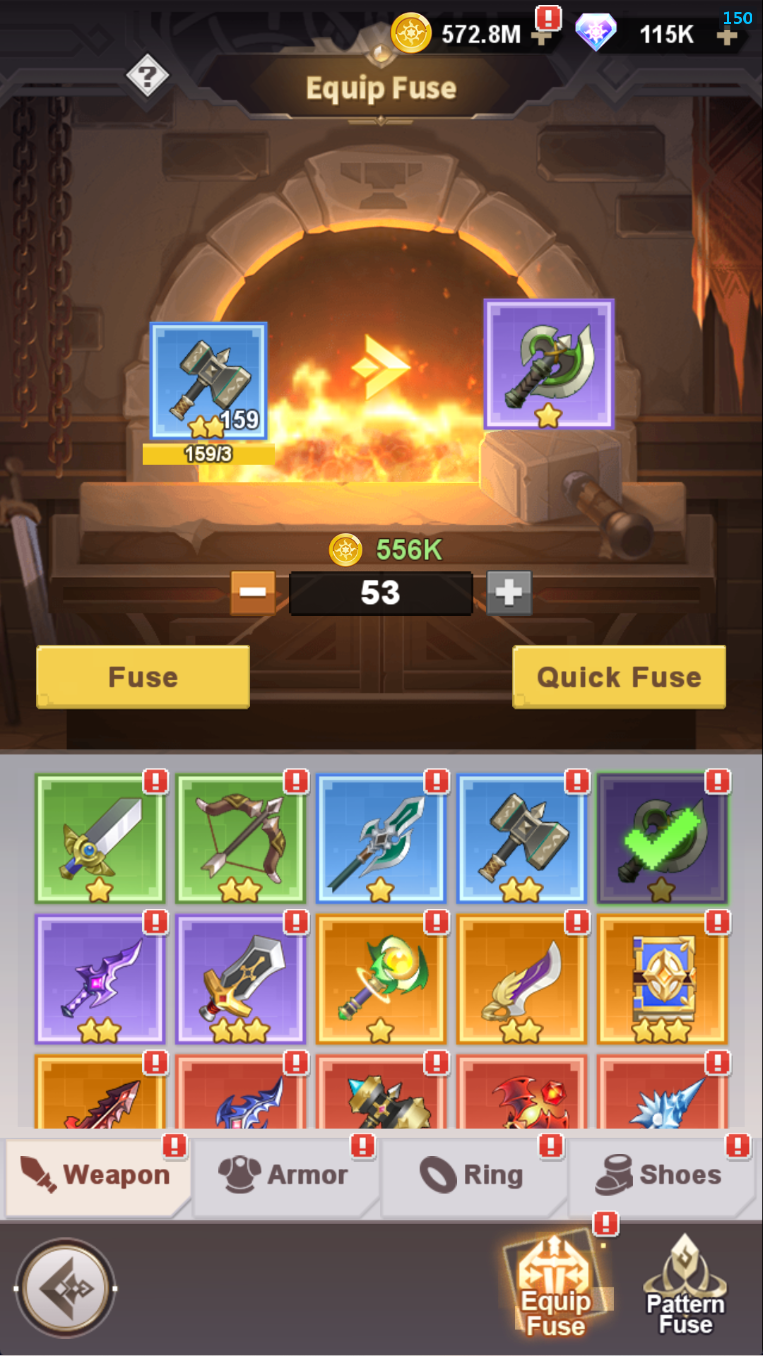 150
572.8M
115K
?
Equip Fuse
159
159/3
556K
53
Fuse
Quick Fuse
Weapon
Armor
Ring
Shoes
Equip
Fuse
Pattern
Fuse